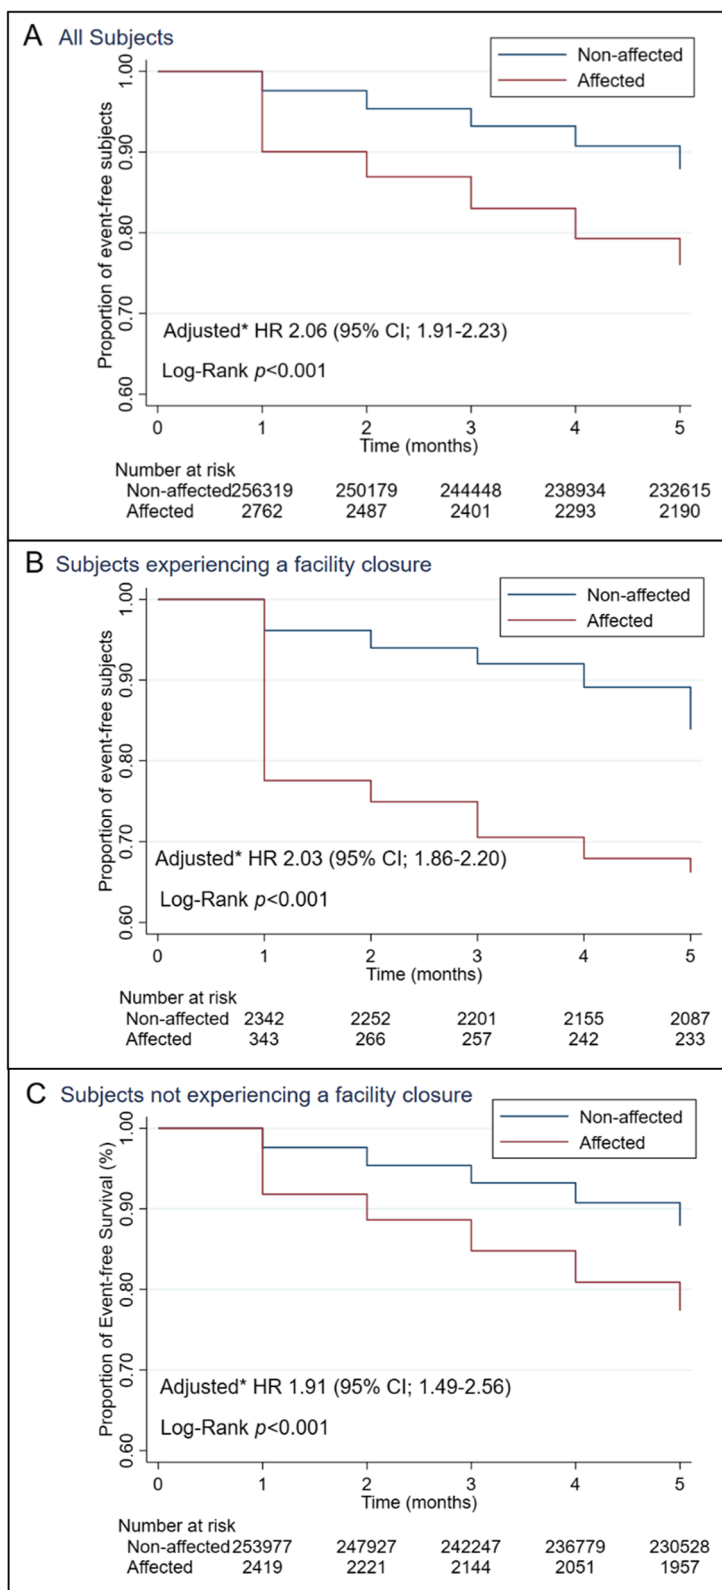 A All Subjects
Non-affected
Affected
Proportion of event-free subjects
1.00
0.90
0.80
0.70
0.60
Adjusted* HR 2.06 (95% CI; 1.91-2.23)
Log-Rank p<0.001
0 1 2 3 4 5
Time (months)
Number at risk
Non-affected 256319 250179 244448 238934 232615
Affected 2762 2487 2401 2293 2190
B Subjects experiencing a facility closure
Non-affected
Affected
Proportion of event-free subjects
1.00
0.90
0.80
0.70
0.60
Adjusted* HR 2.03 (95% CI; 1.86-2.20)
Log-Rank p<0.001
0 1 2 3 4 5
Time (months)
Number at risk
Non-affected 2342 2252 2201 2155 2087
Affected 343 266 257 242 233
C Subjects not experiencing a facility closure
Non-affected
Affected
Proportion of Event-free Survival (%)
1.00
0.90
0.80
0.70
0.60
Adjusted* HR 1.91 (95% CI; 1.49-2.56)
Log-Rank p<0.001
0 1 2 3 4 5
Time (months)
Number at risk
Non-affected 253977 247927 242247 236779 230528
Affected 2419 2221 2144 2051 1957